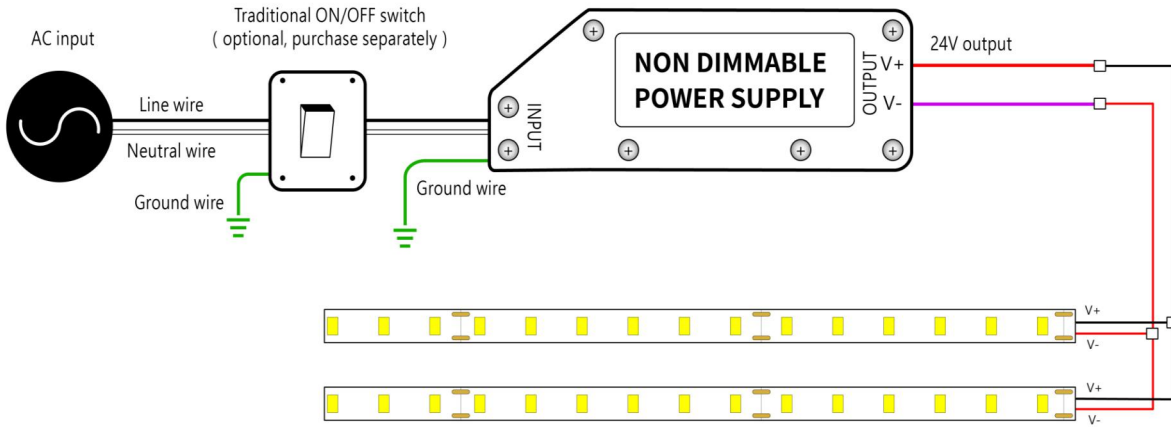 AC input
Traditional ON/OFF switch
( optional, purchase separately )
Line wire
Neutral wire
Ground wire
Ground wire
INPUT
NON DIMMABLE
POWER SUPPLY
OUTPUT
V+
V-
24V output
V+
V-
V+
V-